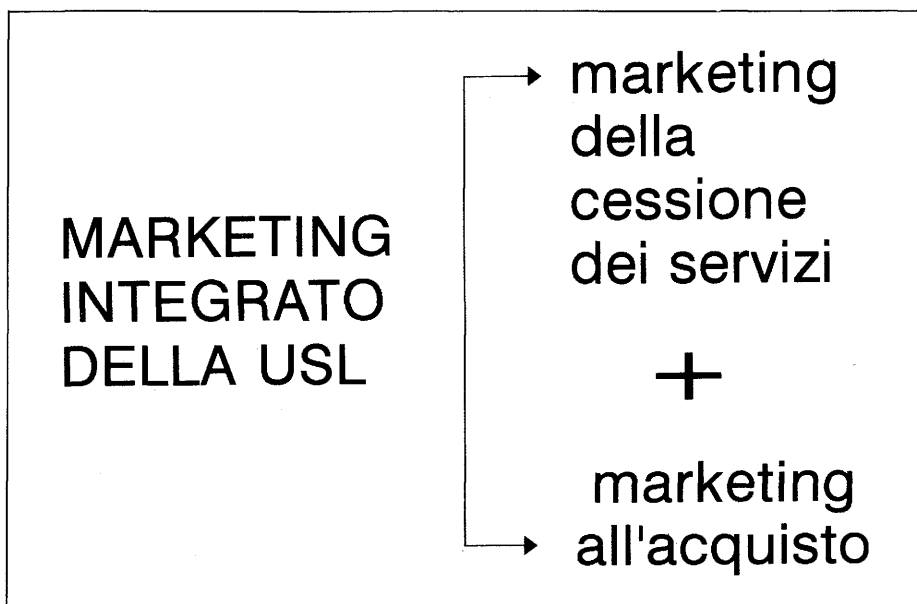 MARKETING
INTEGRATO
DELLA USL
marketing
della
cessione
dei servizi
+
marketing
all'acquisto